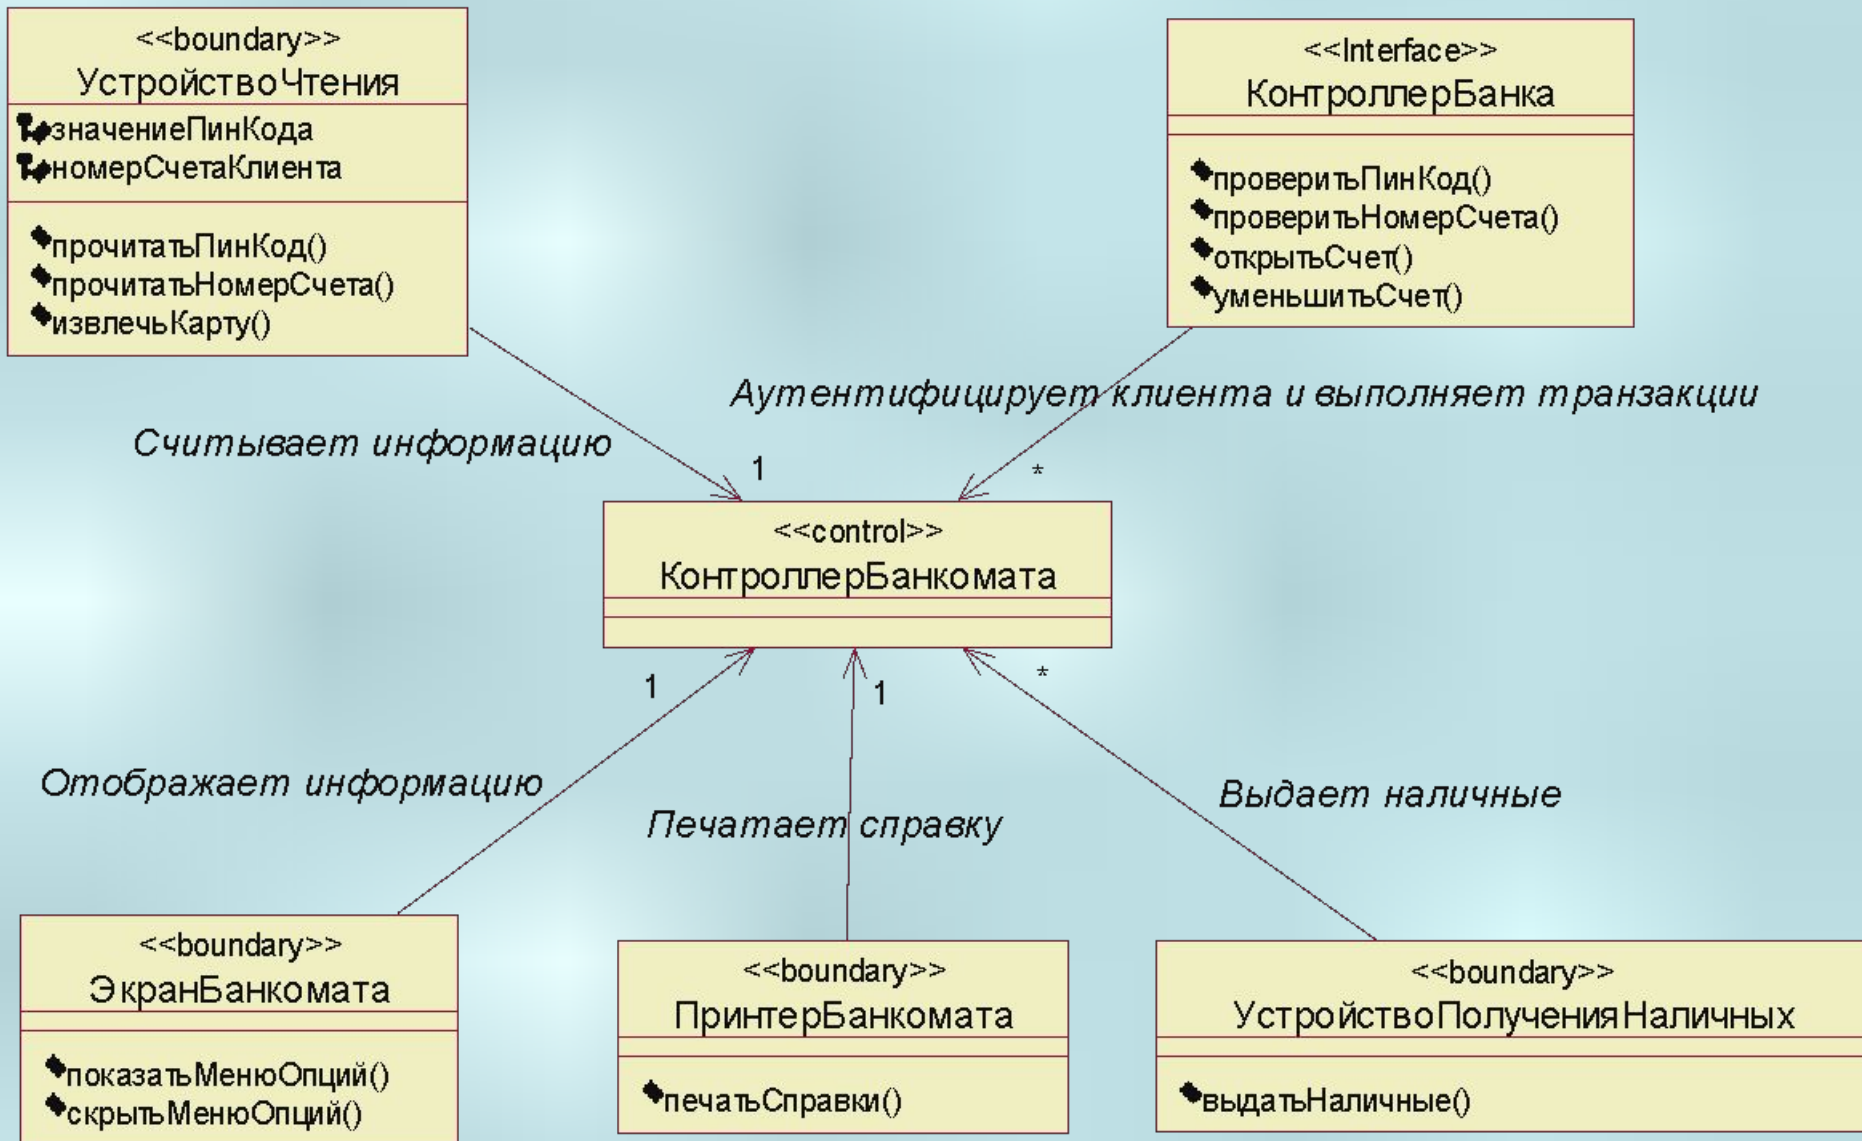 <<boundary>>
УстройствоЧтения
значениеПинКода
номерСчетаКлиента
прочитатьПинКод()
прочитатьНомерСчета()
извлечьКарту()
<<Interface>>
КонтроллерБанка
проверитьПинКод()
проверитьНомерСчета()
открытьСчет()
уменьшитьСчет()
Аутентифицирует клиента и выполняет транзакции
Считывает информацию
1
*
<<control>>
КонтроллерБанкомата
1
1
*
Отображает информацию
Печатает справку
Выдает наличные
<<boundary>>
ЭкранБанкомата
показатьМенюОпций()
скрытьМенюОпций()
<<boundary>>
ПринтерБанкомата
печатьСправки()
<<boundary>>
УстройствоПолученияНаличных
выдатьНаличные()